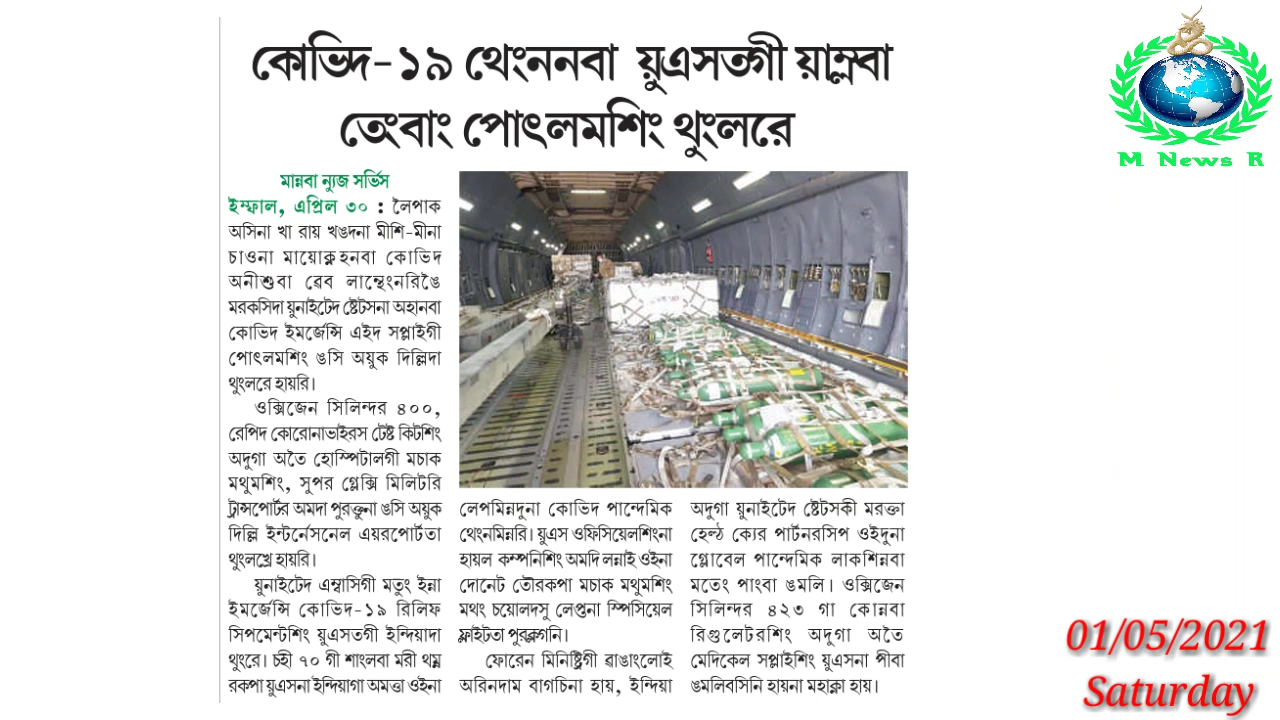 কোভিদ-১৯ থেংননবা য়ুএসতগী য়াম্লবা
তেংবাং পোৎলমশিং থুংলরে
মান্নবা ন্যুজ সর্ভিস
ইম্ফাল, এপ্রিল ৩০ : লৈপাক
অসিনা খা রায় খঙদনা মীশি-মীনা
চাওনা মায়োক্নহনবা কোভিদ
অনীশুবা ৱেব লান্থেংনরিঙৈ
মরকসিদা য়ুনাইটেদ ষ্টেটসনা অহানবা
কোভিদ ইমর্জেন্সি এইদ সপ্লাইগী
পোৎলমশিং ঙসি অয়ুক দিল্লিদা
থুংলরে হায়রি।
ওক্সিজেন সিলিন্দর ৪০০,
রেপিদ কোরোনাভাইরস টেষ্ট কিটশিং
অদুগা অতৈ হোস্পিটালগী মচাক
মথুমশিং, সুপর গ্লেক্সি মিলিটরি
ট্রান্সপোর্টর অমদা পুরক্তুনা ঙসি অয়ুক
দিল্লি ইন্টর্নেসনেল এয়রপোর্টতা
থুংলখ্রে হায়রি।
য়ুনাইটেদ এম্বাসিগী মতুং ইন্না
ইমর্জেন্সি কোভিদ-১৯ রিলিফ
সিপমেন্টশিং য়ুএসতগী ইন্দিয়াদা
থুংরে। চহী ৭০ গী শাংলবা মরী থম্ন
রকপা য়ুএসনা ইন্দিয়াগা অমত্তা ওইনা
লেপমিন্নদুনা কোভিদ পান্দেমিক
থেংনমিন্নরি। য়ুএস ওফিসিয়েলশিংনা
হায়ল কম্পনিশিং অমদি লন্নাই ওইনা
দোনেট তৌরকপা মচাক মথুমশিং
মথং চয়োলদসু লেপ্তুনা স্পিসিয়েল
ফ্লাইটতা পুরক্লগনি।
ফোরেন মিনিষ্ট্রিগী ৱাঙাংলোই
অরিনদাম বাগচিনা হায়, ইন্দিয়া
অদুগা য়ুনাইটেদ ষ্টেটসকী মরক্তা
হেল্থ ক্যের পার্টনরসিপ ওইদুনা
গ্লোবেল পান্দেমিক লাকশিন্নবা
মতেং পাংবা ঙমলি। ওক্সিজেন
সিলিন্দর ৪২৩ গা কোন্নবা
রিগুলেটরশিং অদুগা অতৈ
মেদিকেল সপ্লাইশিং য়ুএসনা পীবা
ঙমলিবসিনি হায়না মহাক্না হায়।
M News R
01/05/2021
Saturday